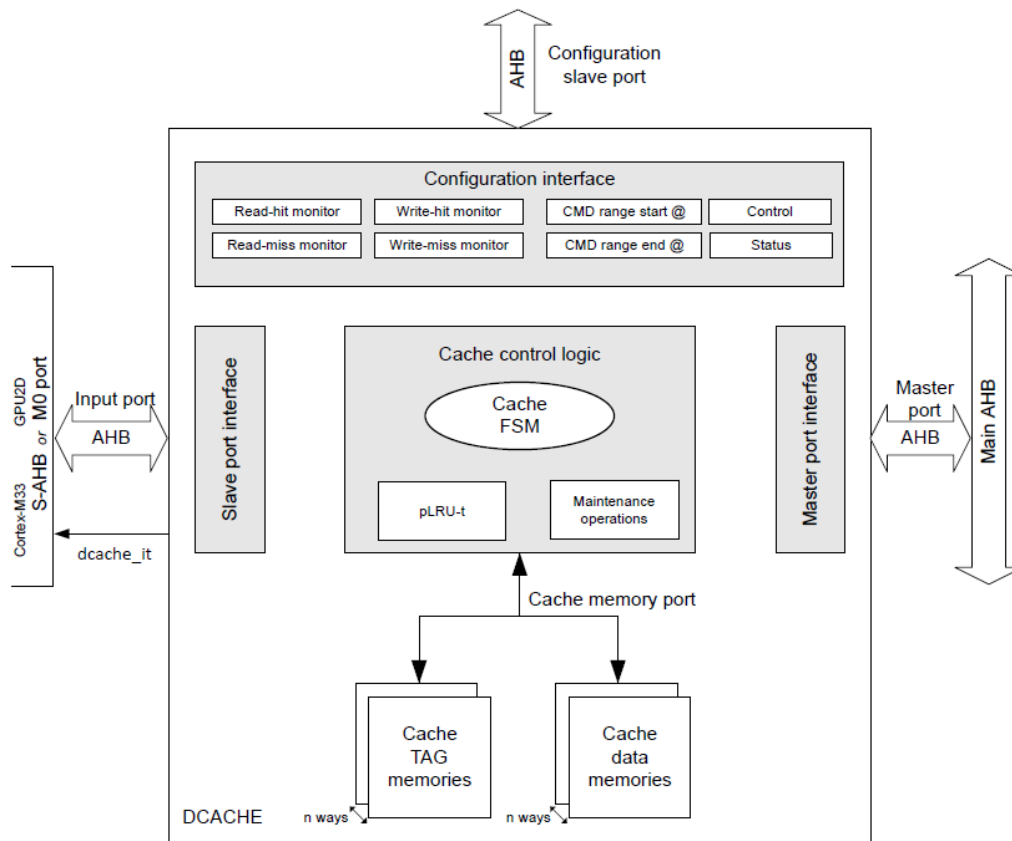 AHB
Configuration
slave port
Configuration interface
Read-hit monitor
Write-hit monitor
CMD range start @
Control
Read-miss monitor
Write-miss monitor
CMD range end @
Status
Cortex-M33 GPU2D
S-AHB or M0 port
Input port
AHB
dcache_it
Slave port interface
Cache control logic
Cache
FSM
pLRU-t
Maintenance
operations
Master port interface
Master
port
AHB
Main AHB
Cache memory port
Cache
TAG
memories
n ways
Cache
data
memories
n ways
DCACHE